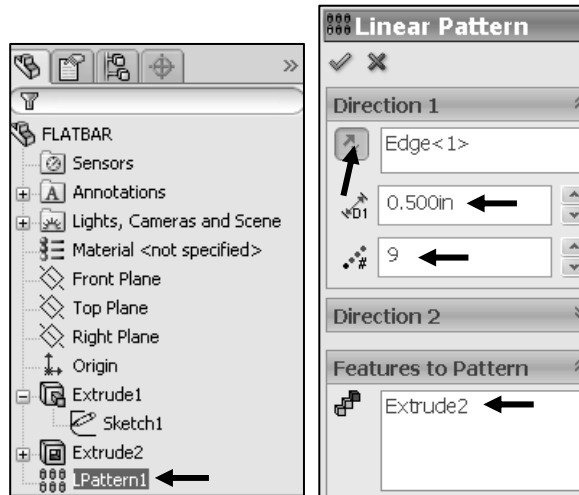 FLATBAR
Sensors
Annotations
Lights, Cameras and Scene
Material <not specified>
Front Plane
Top Plane
Right Plane
Origin
Extrude1
Sketch1
Extrude2
LPattern1
Linear Pattern
Direction 1
Edge<1>
D1
0.500in
#
9
Direction 2
Features to Pattern
Extrude2